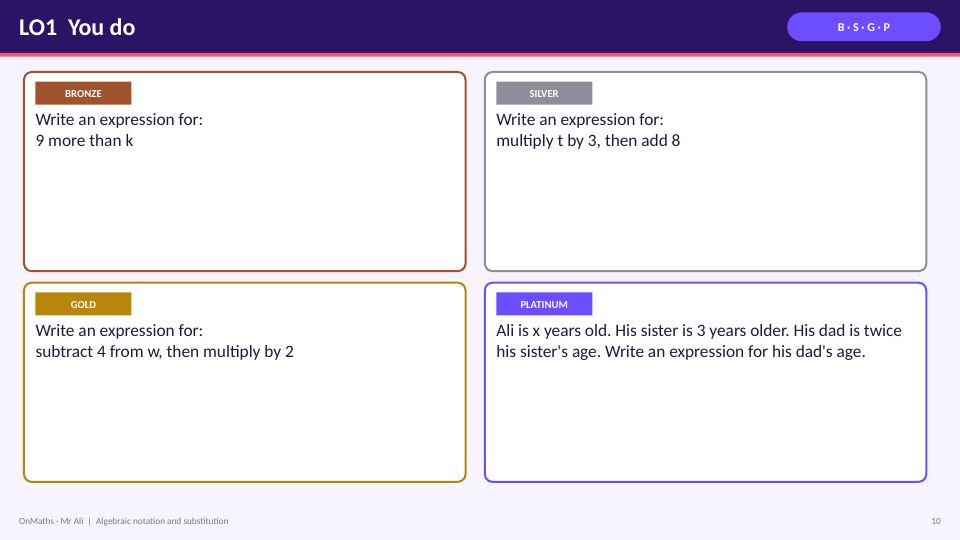 LO1 You do
B · S · G · P
BRONZE
Write an expression for:
9 more than k
SILVER
Write an expression for:
multiply t by 3, then add 8
GOLD
Write an expression for:
subtract 4 from w, then multiply by 2
PLATINUM
Ali is x years old. His sister is 3 years older. His dad is twice
his sister's age. Write an expression for his dad's age.
OnMaths · Mr Ali | Algebraic notation and substitution
10